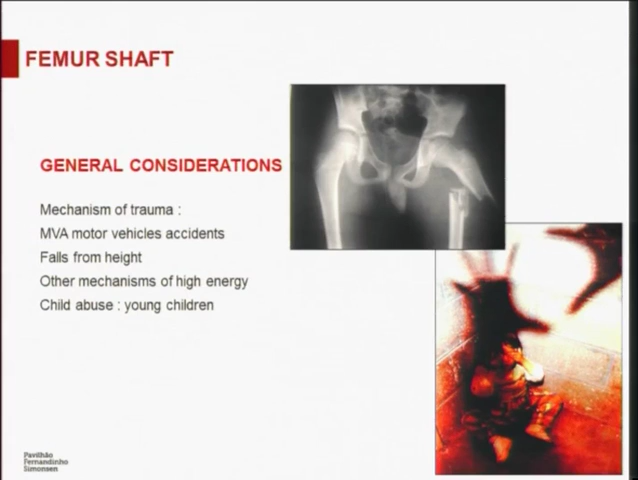 FEMUR SHAFT
GENERAL CONSIDERATIONS
Mechanism of trauma :
MVA motor vehicles accidents
Falls from height
Other mechanisms of high energy
Child abuse : young children
Pavilhão
Fernandinho
Simonsen